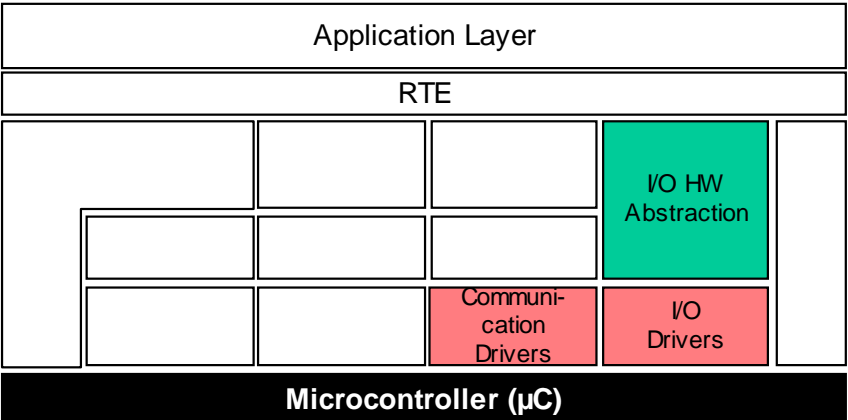 Application Layer
RTE
I/O HW
Abstraction
Communi-
cation
Drivers
I/O
Drivers
Microcontroller (µC)